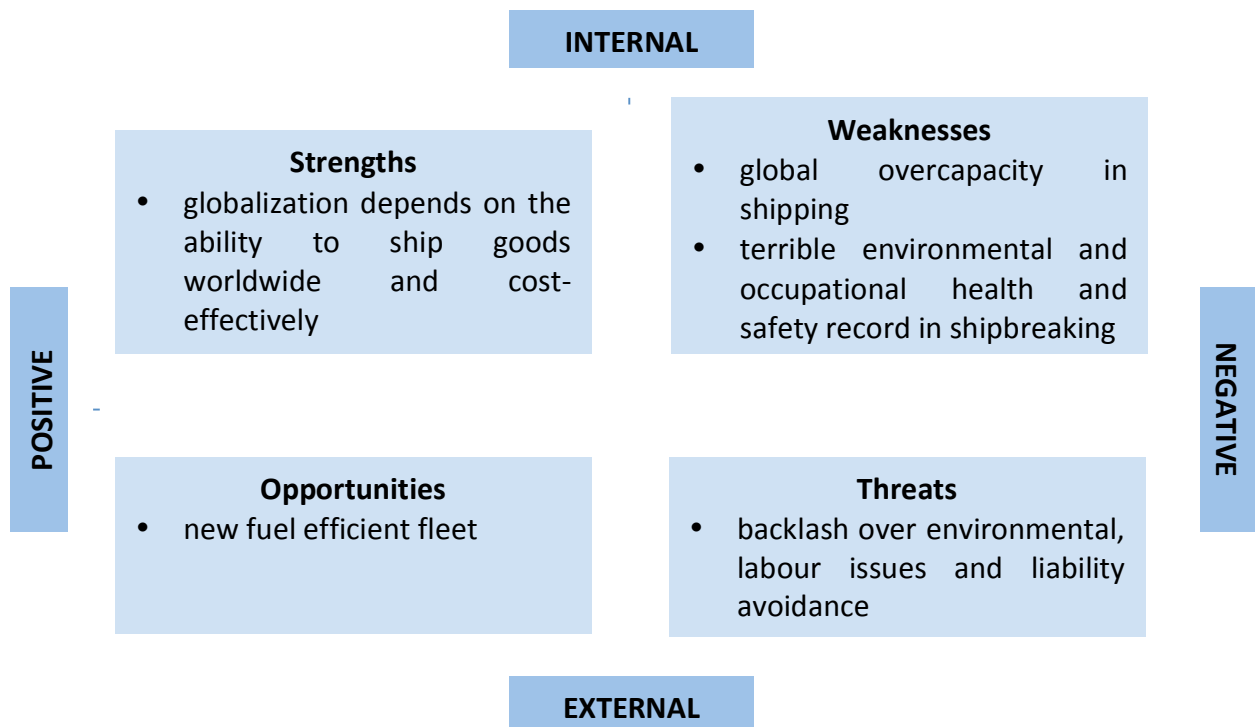 INTERNAL
Strengths
• globalization depends on the
ability to ship goods
worldwide and cost-
effectively
Weaknesses
• global overcapacity in
shipping
• terrible environmental and
occupational health and
safety record in shipbreaking
POSITIVE
NEGATIVE
Opportunities
• new fuel efficient fleet
Threats
• backlash over environmental,
labour issues and liability
avoidance
EXTERNAL